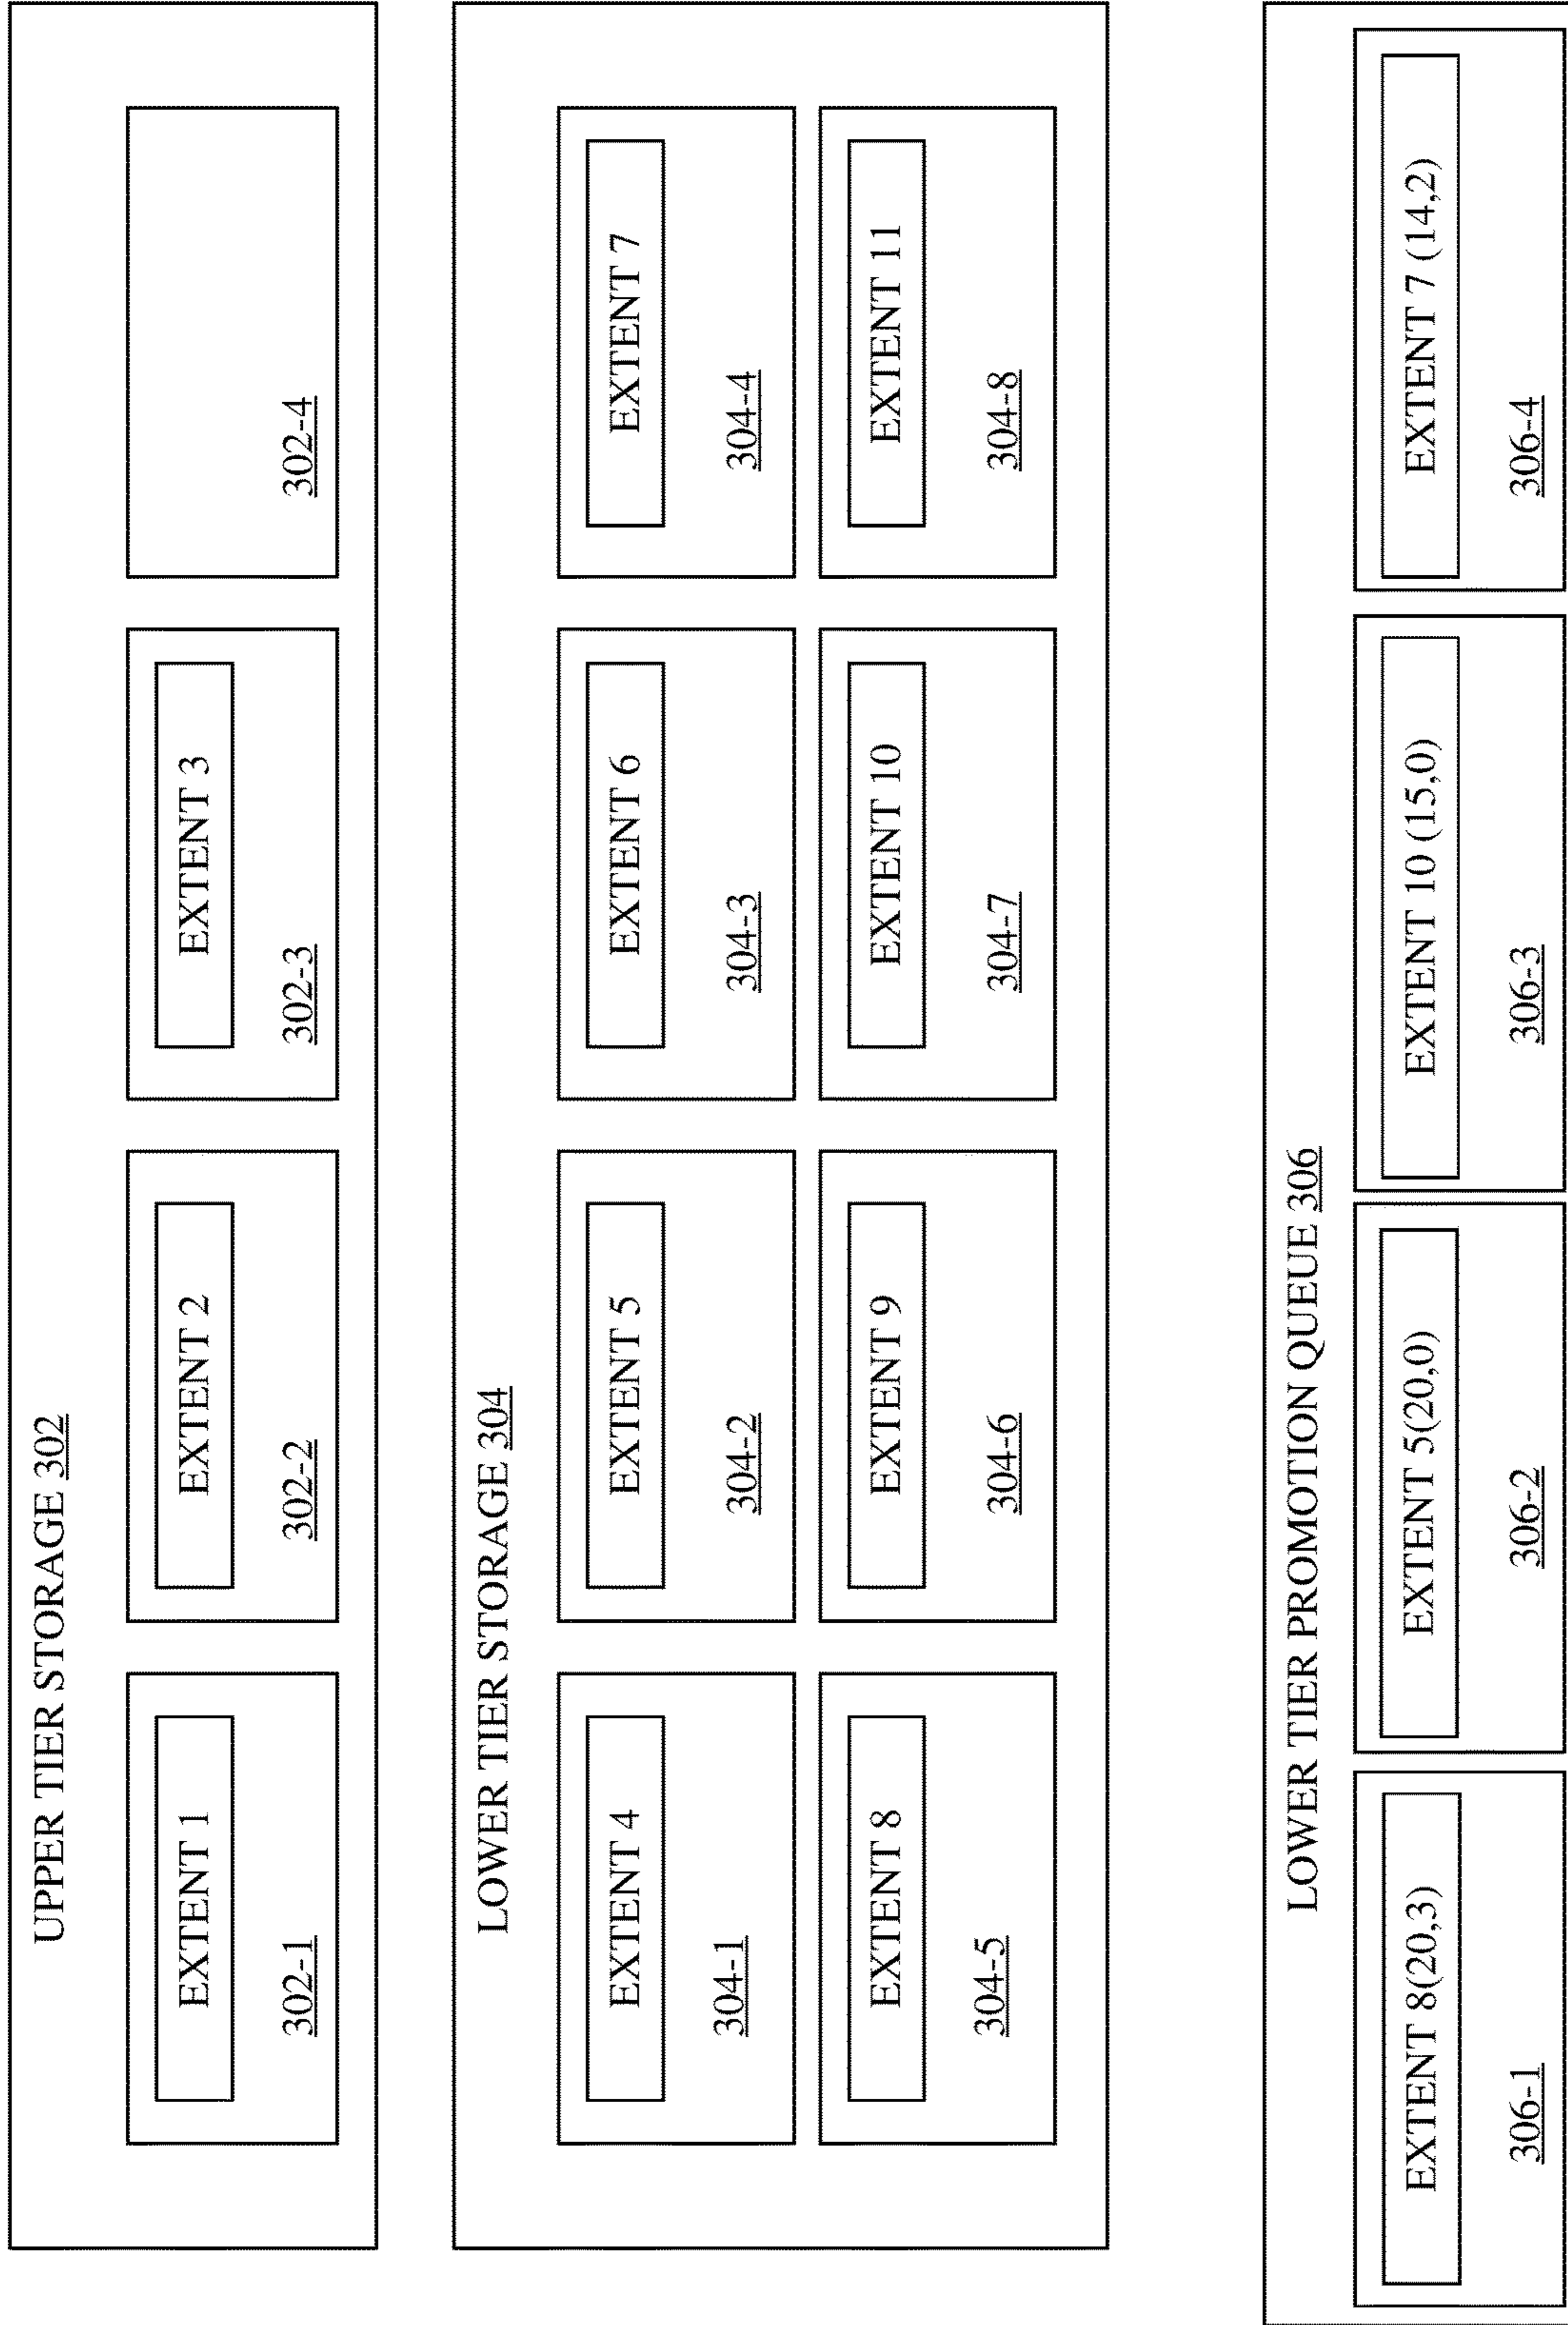 UPPER TIER STORAGE 302
EXTENT 1
302-1
EXTENT 2
302-2
EXTENT 3
302-3
302-4
LOWER TIER STORAGE 304
EXTENT 4
304-1
EXTENT 5
304-2
EXTENT 6
304-3
EXTENT 7
304-4
EXTENT 8
304-5
EXTENT 9
304-6
EXTENT 10
304-7
EXTENT 11
304-8
LOWER TIER PROMOTION QUEUE 306
EXTENT 8(20,3)
306-1
EXTENT 5(20,0)
306-2
EXTENT 10 (15,0)
306-3
EXTENT 7 (14,2)
306-4